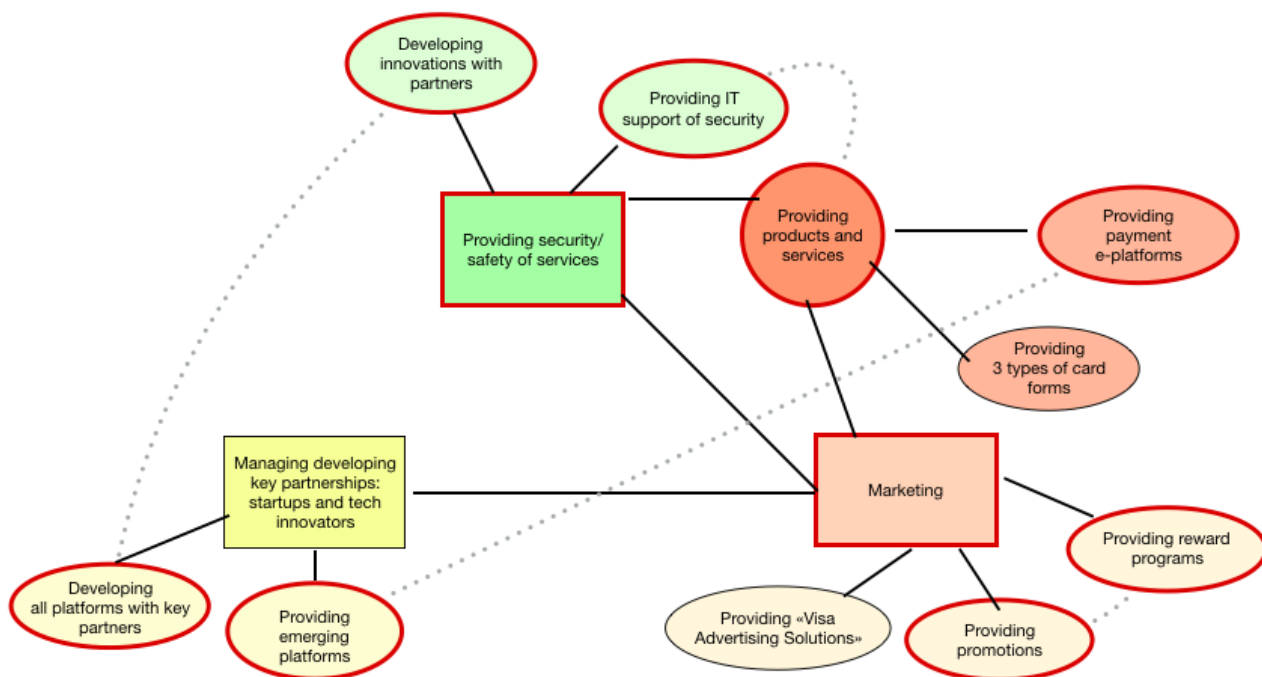 Developing
innovations with
partners
Providing IT
support of security
Providing security/
safety of services
Providing
products and
services
Providing
payment
e-platforms
Providing
3 types of card
forms
Managing developing
key partnerships:
startups and tech
innovators
Marketing
Developing
all platforms with key
partners
Providing
emerging
platforms
Providing «Visa
Advertising Solutions»
Providing
promotions
Providing reward
programs